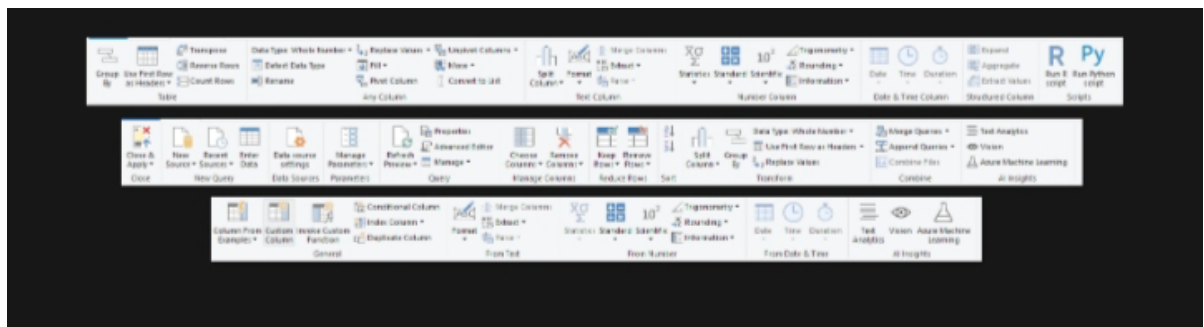 Transpose Data Type: Whole Number Replace Values Unpivot Columns Merge Columns Trigonometry Expand
Group By Use First Row as Headers Reverse Rows Detect Data Type Fill Move Split Column Format Extract Statistics Standard Scientific Rounding Date Time Duration Aggregate Run R script Run Python script
Count Rows Rename Pivot Column Convert to List Parse Information Extract Values
Table Any Column Text Column Number Column Date & Time Column Structured Column Scripts
Properties Data Type: Whole Number Merge Queries Text Analytics
Close & Apply New Source Recent Sources Enter Data Data source settings Manage Parameters Refresh Preview Advanced Editor Choose Columns Remove Columns Keep Rows Remove Rows Split Column Group By Use First Row as Headers Append Queries Vision
Manage Replace Values Combine Files Azure Machine Learning
Close New Query Data Sources Parameters Query Manage Columns Reduce Rows Sort Transform Combine AI Insights
Conditional Column Merge Columns Trigonometry
Column From Examples Custom Column Invoke Custom Function Index Column Format Extract Statistics Standard Scientific Rounding Date Time Duration Text Analytics Vision Azure Machine Learning
Duplicate Column Parse Information
General From Text From Number From Date & Time AI Insights